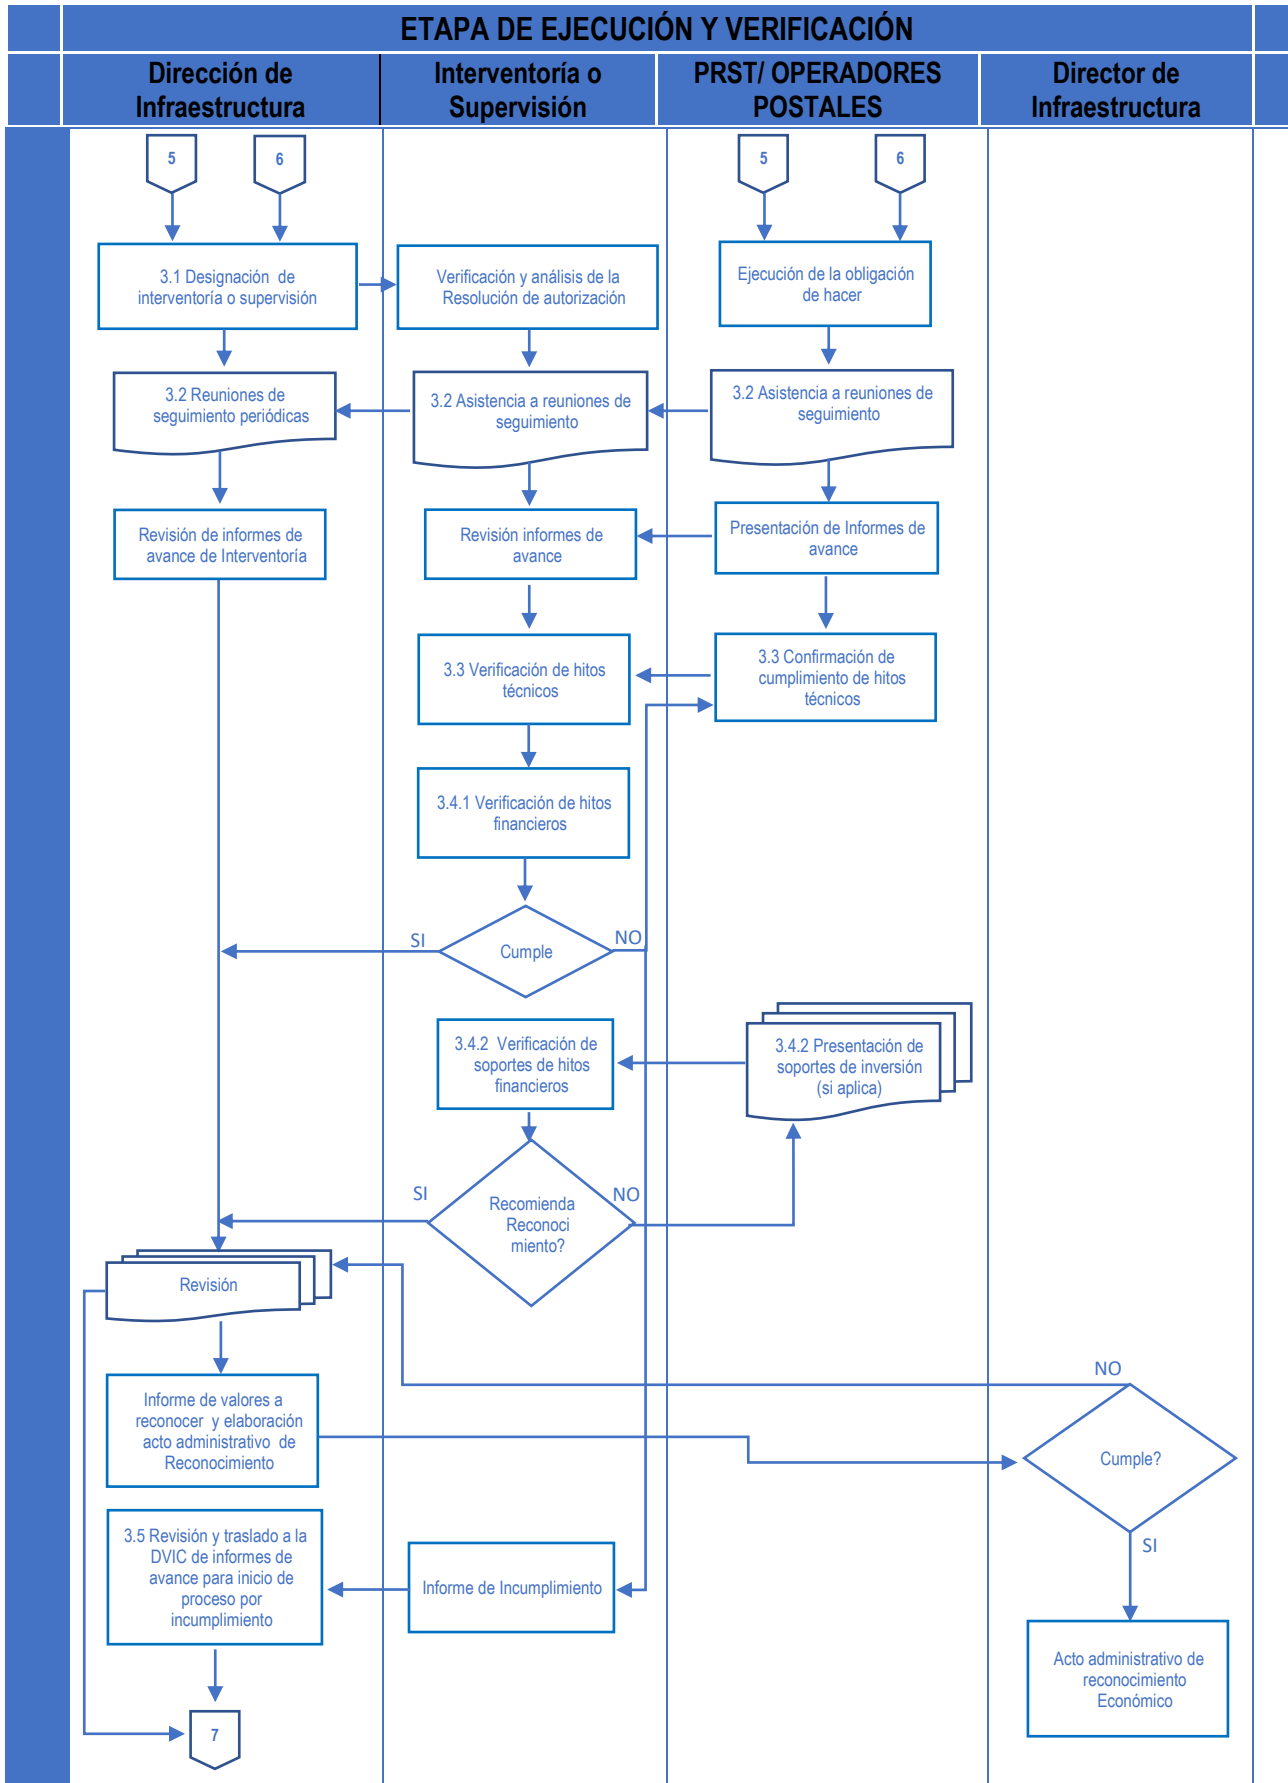 ETAPA DE EJECUCIÓN Y VERIFICACIÓN
Dirección de
Infraestructura
Interventoría o
Supervisión
PRST/ OPERADORES
POSTALES
Director de
Infraestructura
5
6
5
6
3.1 Designación de
interventoría o supervisión
Verificación y análisis de la
Resolución de autorización
Ejecución de la obligación
de hacer
3.2 Reuniones de
seguimiento periódicas
3.2 Asistencia a reuniones de
seguimiento
3.2 Asistencia a reuniones de
seguimiento
Revisión de informes de
avance de Interventoría
Revisión informes de
avance
Presentación de Informes de
avance
3.3 Verificación de hitos
técnicos
3.3 Confirmación de
cumplimiento de hitos
técnicos
3.4.1 Verificación de hitos
financieros
SI
Cumple
NO
3.4.2 Verificación de
soportes de hitos
financieros
3.4.2 Presentación de
soportes de inversión
(si aplica)
SI
Recomienda
Reconoci
miento?
NO
Revisión
Informe de valores a
reconocer y elaboración
acto administrativo de
Reconocimiento
NO
Cumple?
SI
3.5 Revisión y traslado a la
DVIC de informes de
avance para inicio de
proceso por
incumplimiento
Informe de Incumplimiento
Acto administrativo de
reconocimiento
Económico
7